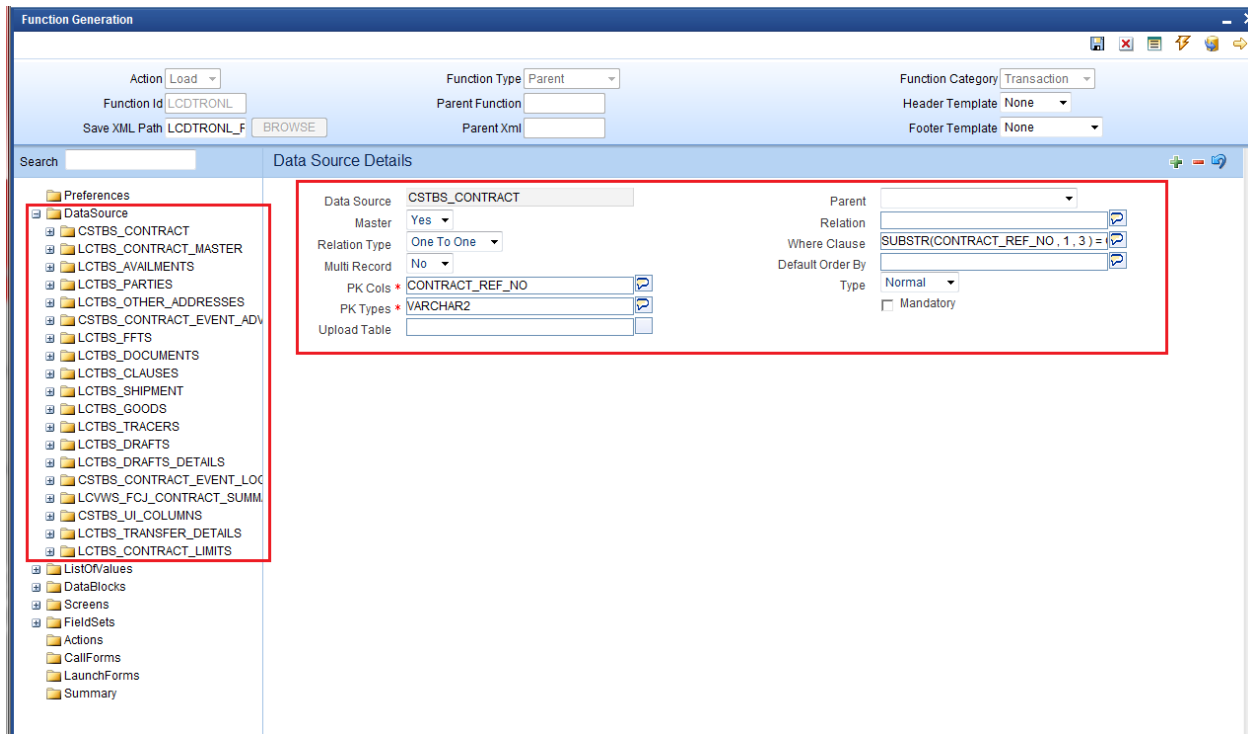 Function Generation
Action Load Function Type Parent Function Category Transaction
Function Id LCDTRONL Parent Function Header Template None
Save XML Path LCDTRONL_F BROWSE Parent Xml Footer Template None
Search Data Source Details
Preferences
DataSource
CSTBS_CONTRACT
LCTBS_CONTRACT_MASTER
LCTBS_AVAILMENTS
LCTBS_PARTIES
LCTBS_OTHER_ADDRESSES
CSTBS_CONTRACT_EVENT_ADV
LCTBS_FFTS
LCTBS_DOCUMENTS
LCTBS_CLAUSES
LCTBS_SHIPMENT
LCTBS_GOODS
LCTBS_TRACERS
LCTBS_DRAFTS
LCTBS_DRAFTS_DETAILS
CSTBS_CONTRACT_EVENT_LOG
LCVWS_FCJ_CONTRACT_SUMM
CSTBS_UI_COLUMNS
LCTBS_TRANSFER_DETAILS
LCTBS_CONTRACT_LIMITS
ListOfValues
DataBlocks
Screens
FieldSets
Actions
CallForms
LaunchForms
Summary
Data Source CSTBS_CONTRACT Parent
Master Yes Relation
Relation Type One To One Where Clause SUBSTR(CONTRACT_REF_NO , 1 , 3 ) =
Multi Record No Default Order By
PK Cols * CONTRACT_REF_NO Type Normal
PK Types * VARCHAR2 Mandatory
Upload Table